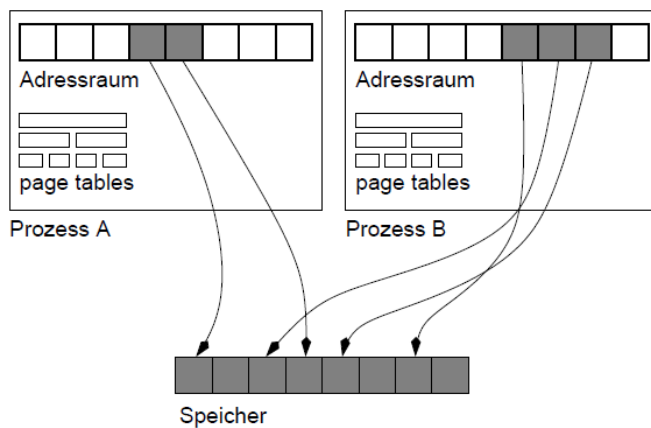 Adressraum
page tables
Prozess A
Adressraum
page tables
Prozess B
Speicher